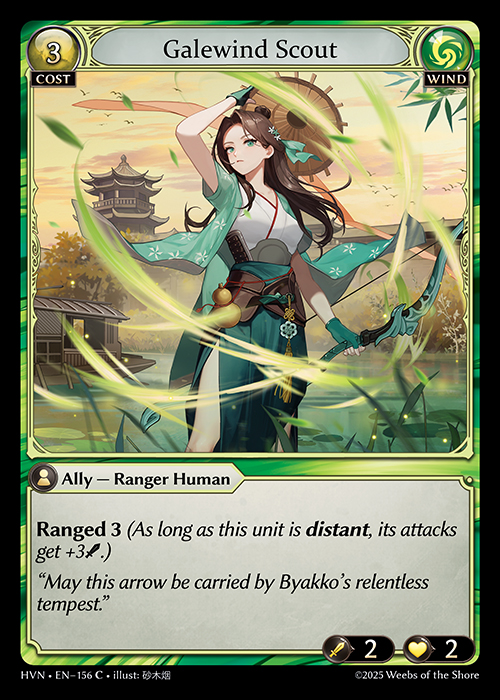 3
COST
Galewind Scout
WIND
Ally — Ranger Human
Ranged 3 (As long as this unit is distant, its attacks
get +3.)
“May this arrow be carried by Byakko’s relentless
tempest.”
2
2
HVN • EN-156 C • illust: 砂木烟
©2025 Weebs of the Shore